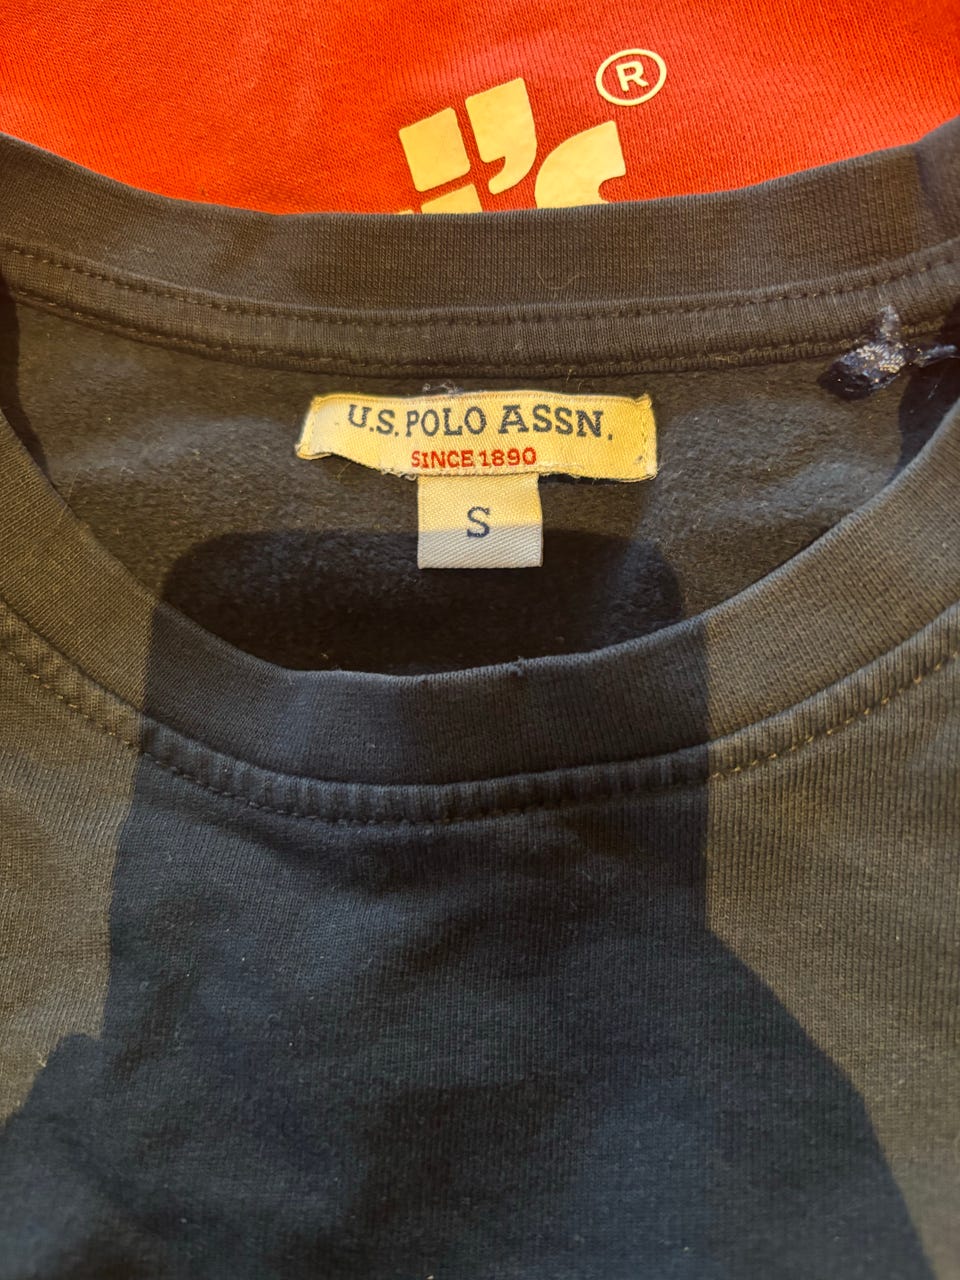 ®
U.S. POLO ASSN.
SINCE 1890
S